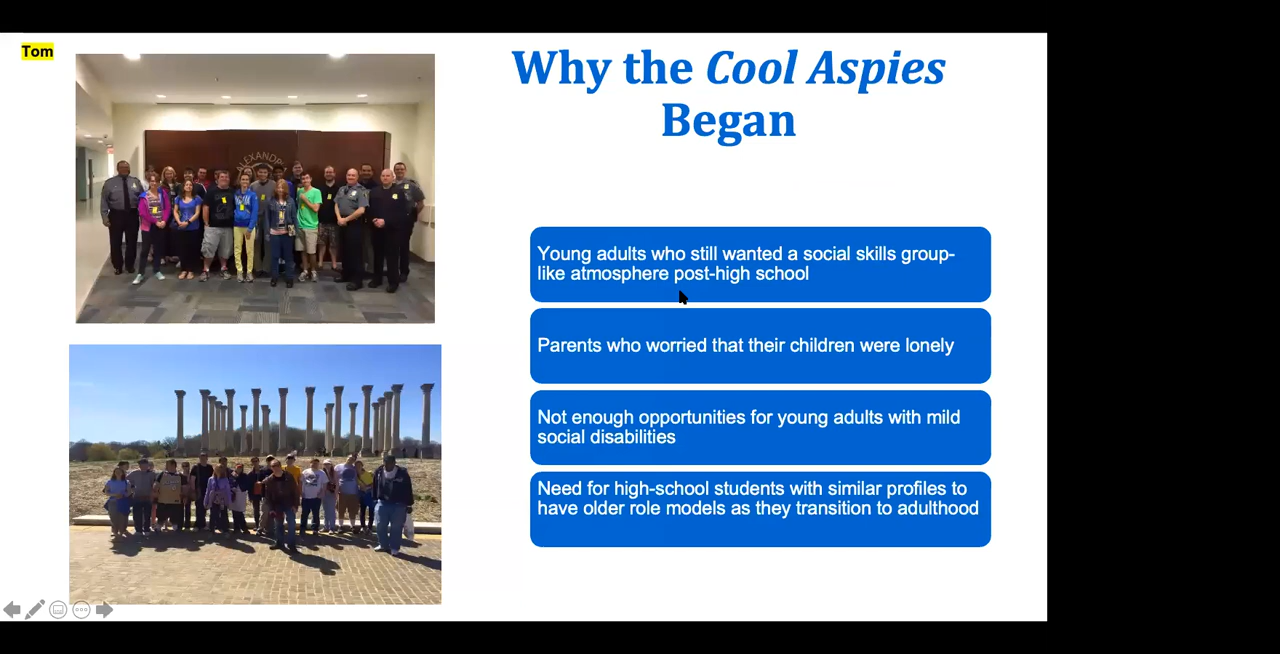 Tom
Why the Cool Aspies
Began
ALEXANDRI
Young adults who still wanted a social skills group-
like atmosphere post-high school
Parents who worried that their children were lonely
Not enough opportunities for young adults with mild
social disabilities
Need for high-school students with similar profiles to
have older role models as they transition to adulthood